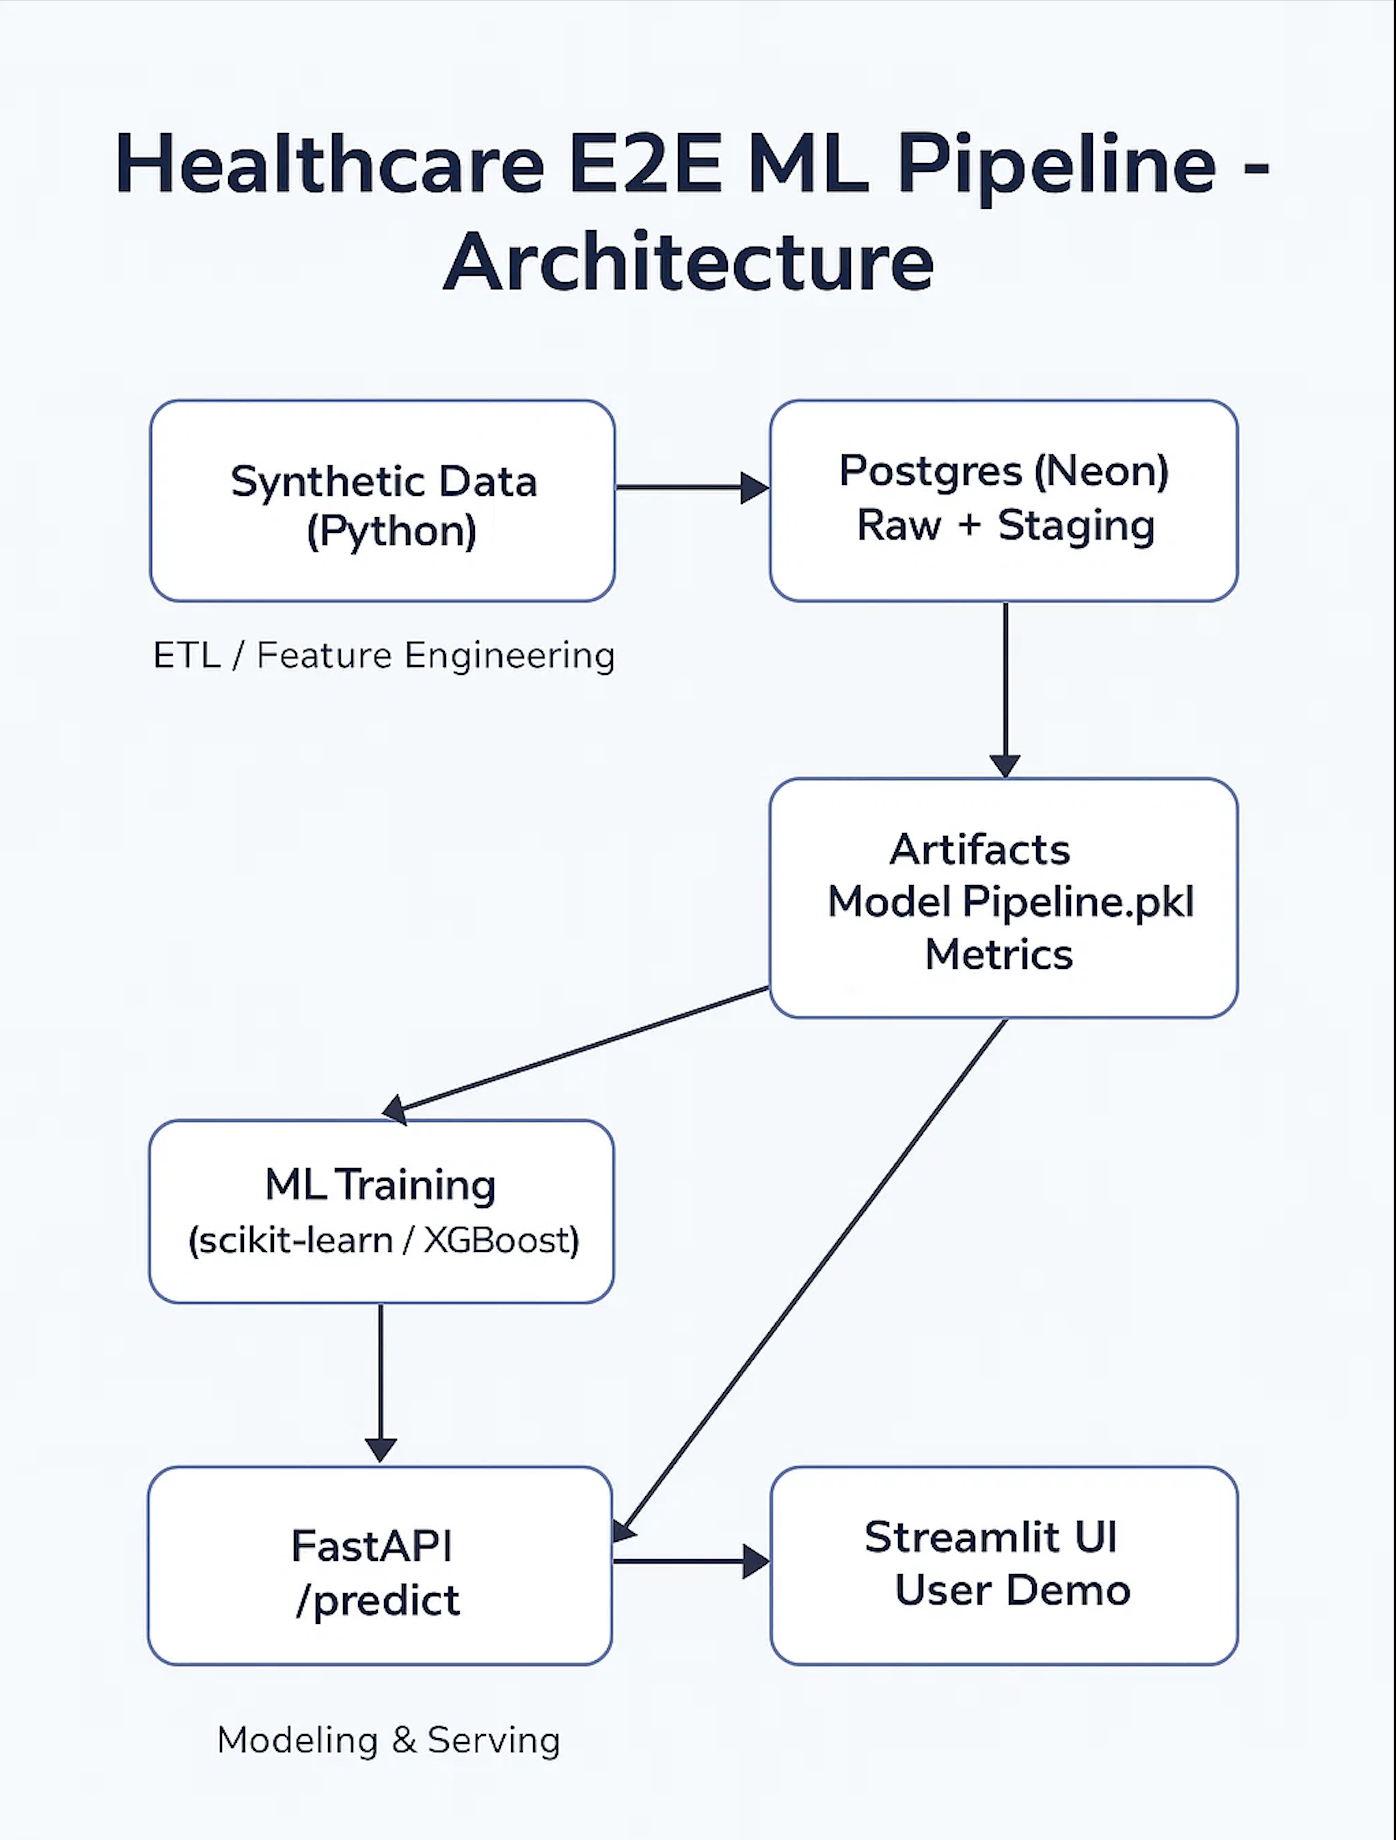 Healthcare E2E ML Pipeline -
Architecture
Synthetic Data
(Python)
Postgres (Neon)
Raw + Staging
ETL / Feature Engineering
Artifacts
Model Pipeline.pkl
Metrics
ML Training
(scikit-learn / XGBoost)
FastAPI
/predict
Streamlit UI
User Demo
Modeling & Serving